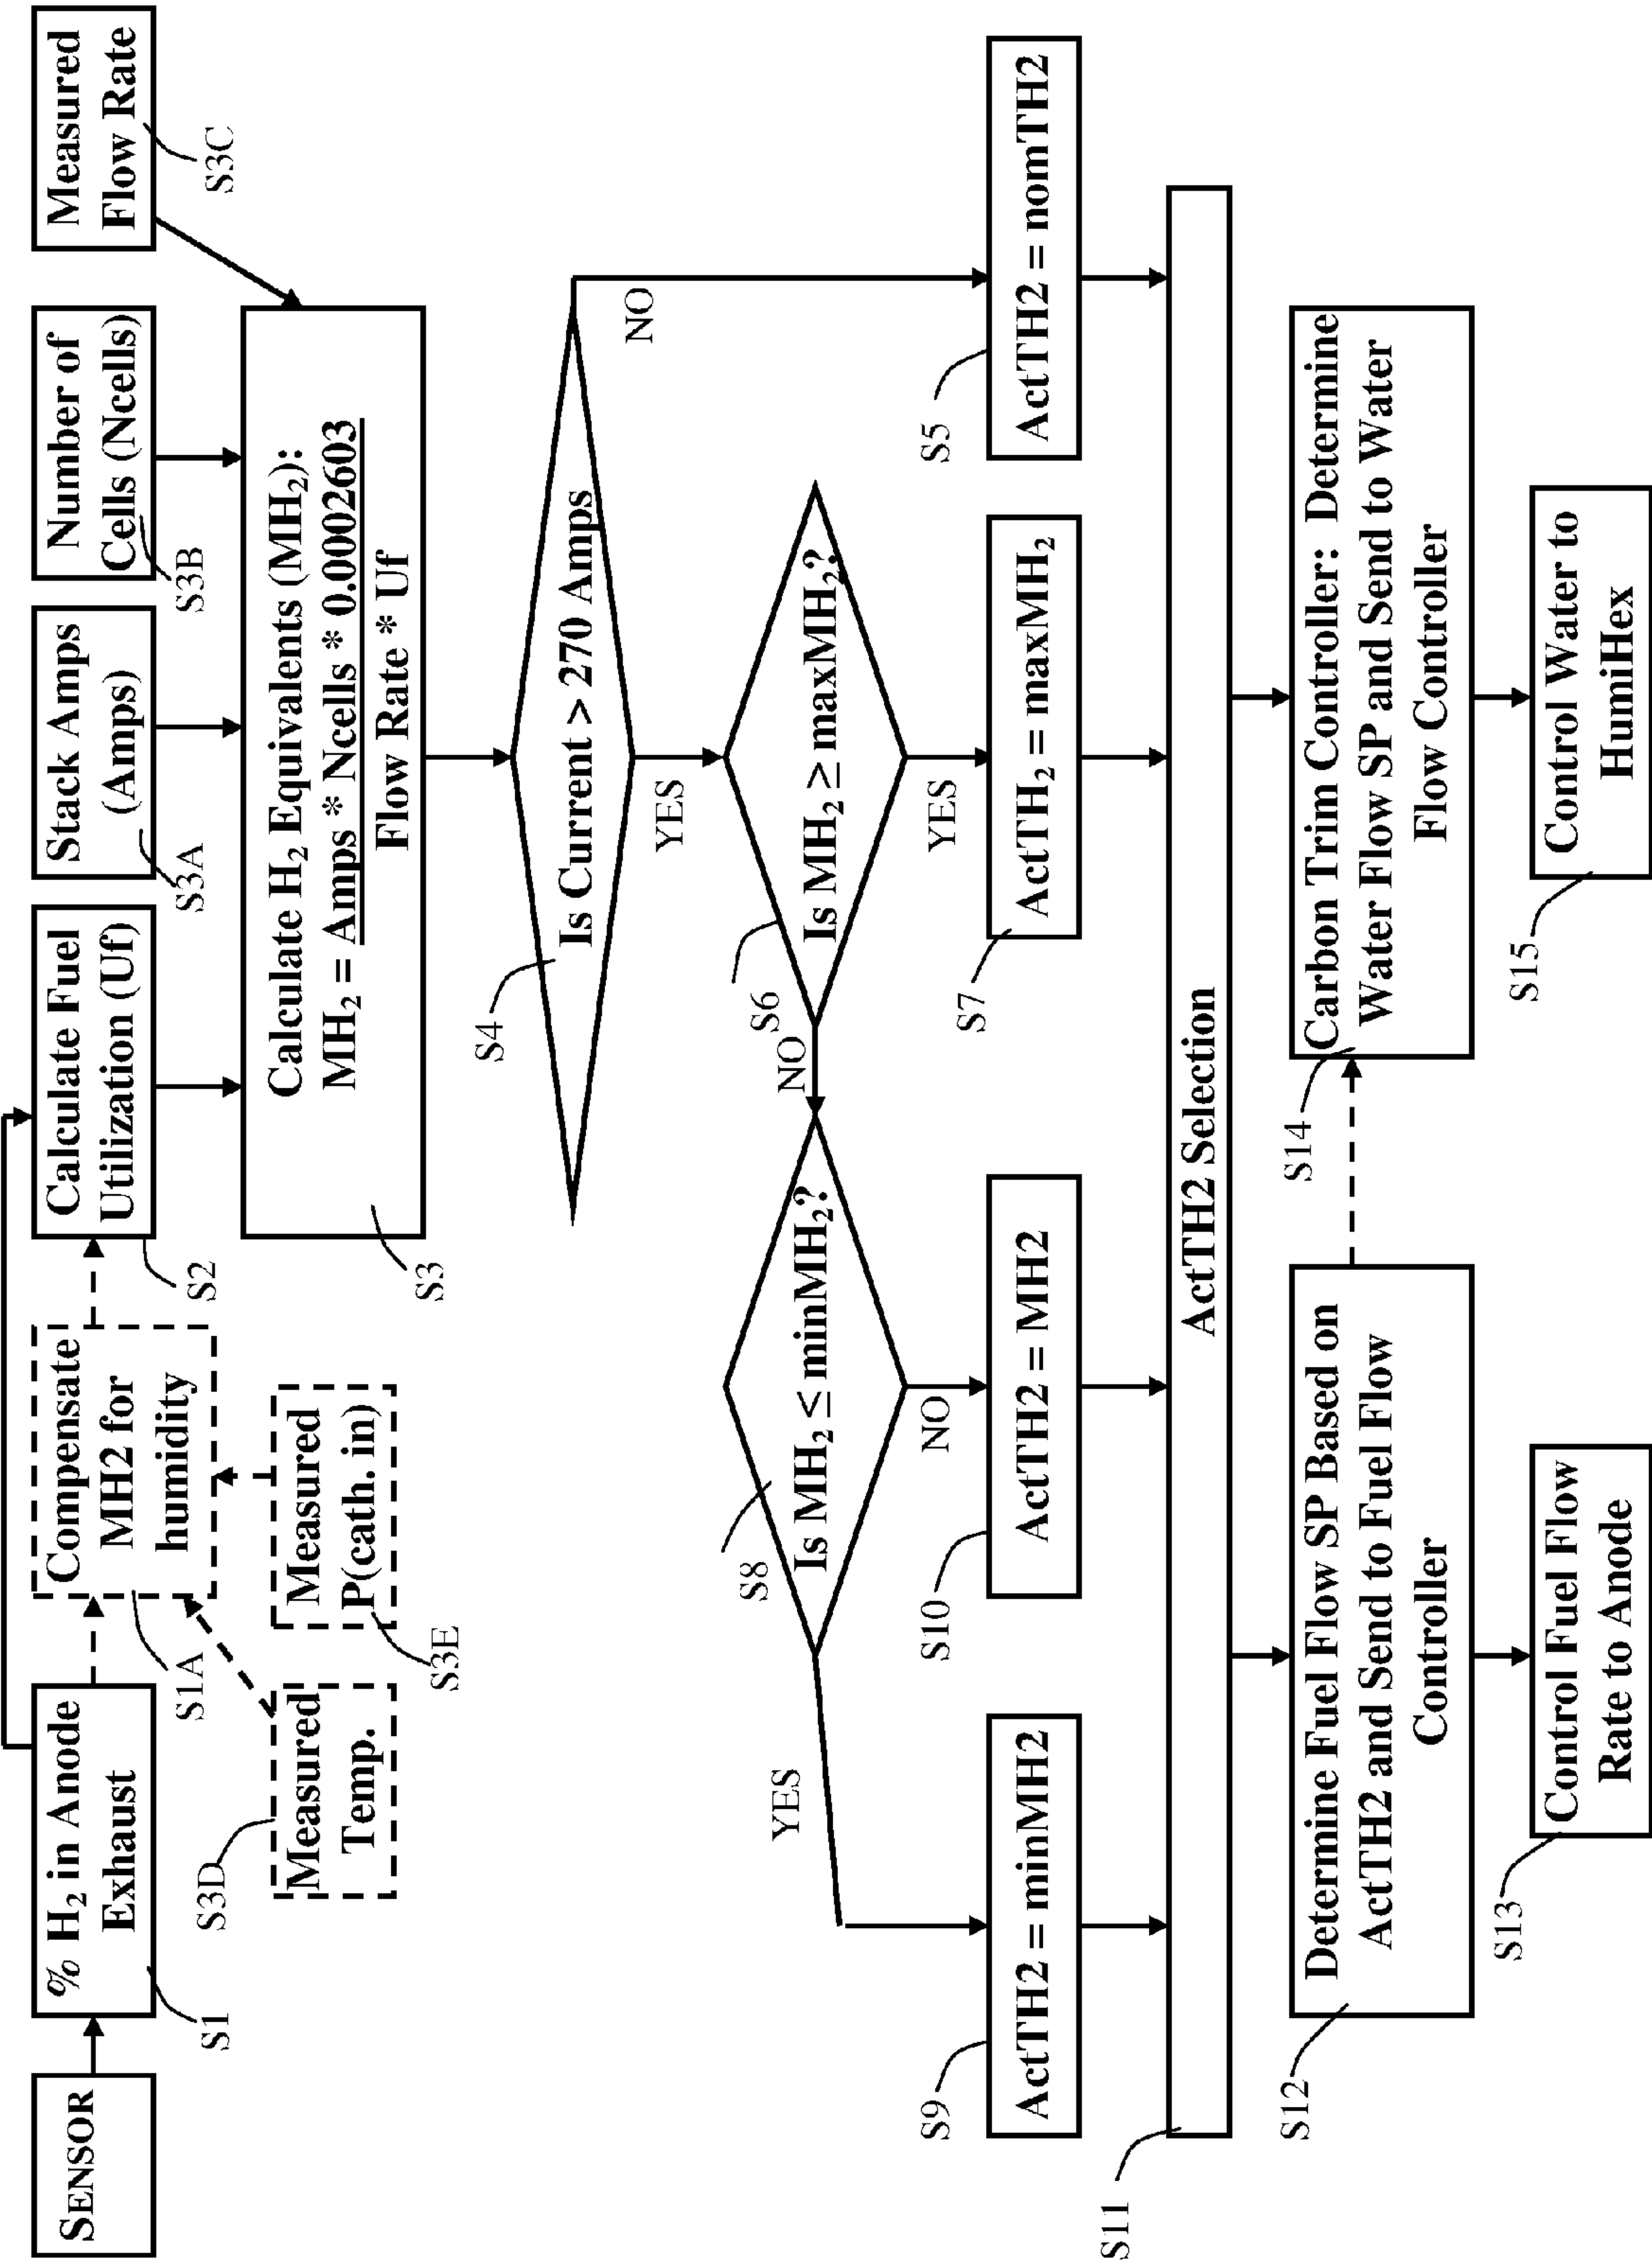 SENSOR
% H₂ in Anode
Exhaust
S1
Compensate
MH2 for
humidity
S1A
Measured
Temp.
S3D
Measured
P(cath. in)
S3E
Calculate Fuel
Utilization (Uf)
S2
Stack Amps
(Amps)
S3A
Number of
Cells (Ncells)
S3B
Measured
Flow Rate
S3C
Calculate H₂ Equivalents (MH₂):
MH₂ = Amps * Ncells * 0.0002603
Flow Rate * Uf
S3
Is Current > 270 Amps
S4
NO
YES
Is MH₂ ≥ maxMH₂?
S6
NO
YES
Is MH₂ ≤ minMH₂?
S8
YES
NO
ActTH2 = minMH2
S9
ActTH2 = MH2
S10
ActTH₂ = maxMH₂
S7
ActTH2 = nomTH2
S5
ActTH2 Selection
S11
Determine Fuel Flow SP Based on
ActTH2 and Send to Fuel Flow
Controller
S12
Carbon Trim Controller: Determine
Water Flow SP and Send to Water
Flow Controller
S14
Control Fuel Flow
Rate to Anode
S13
Control Water to
HumiHex
S15